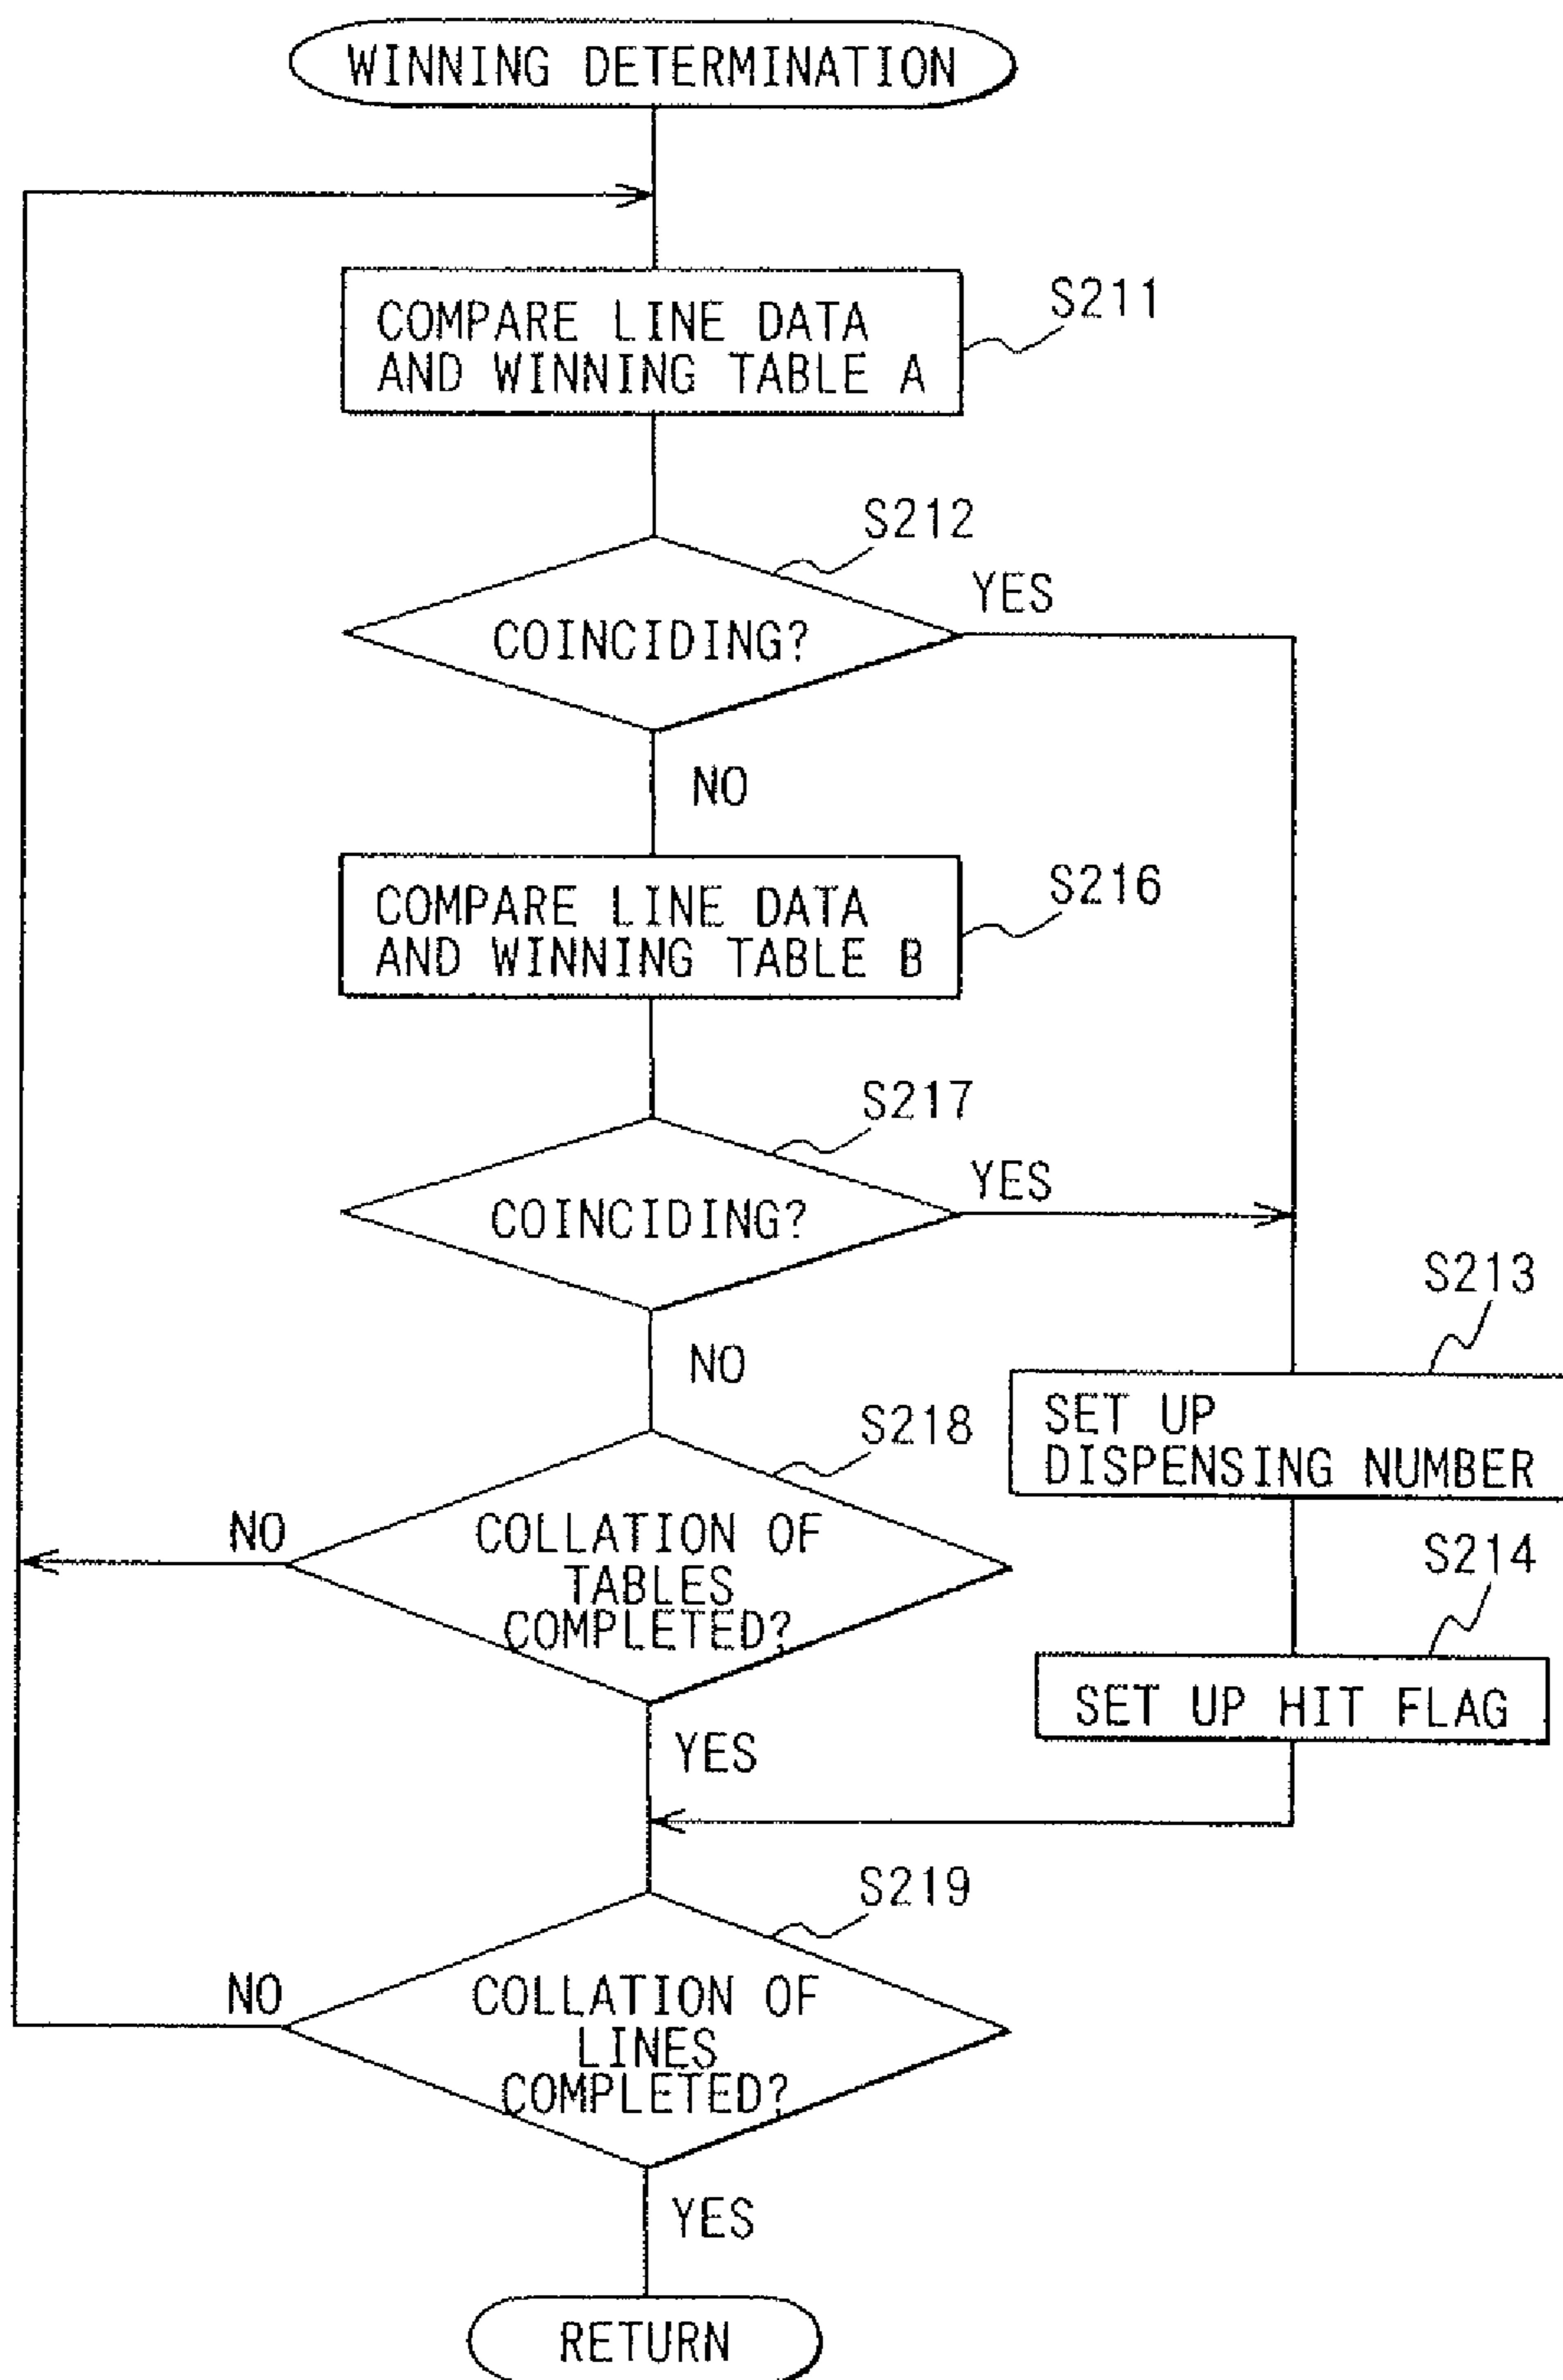 WINNING DETERMINATION
COMPARE LINE DATA
AND WINNING TABLE A
S211
S212
COINCIDING?
YES
NO
COMPARE LINE DATA
AND WINNING TABLE B
S216
S217
COINCIDING?
YES
NO
S213
SET UP
DISPENSING NUMBER
S218
COLLATION OF
TABLES
COMPLETED?
NO
YES
S214
SET UP HIT FLAG
S219
COLLATION OF
LINES
COMPLETED?
NO
YES
RETURN